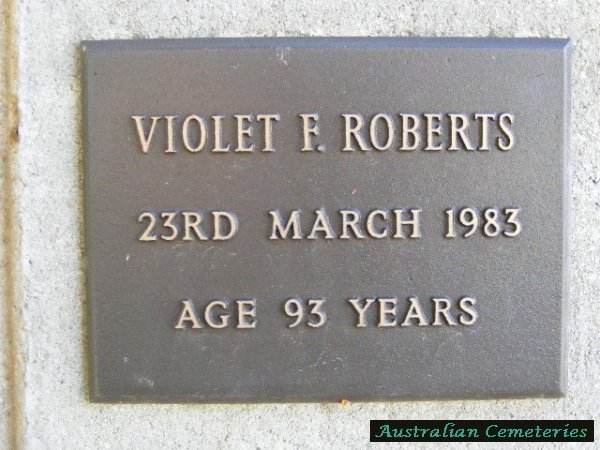 VIOLET F. ROBERTS
23RD MARCH 1983
AGE 93 YEARS
Australian Cemeteries